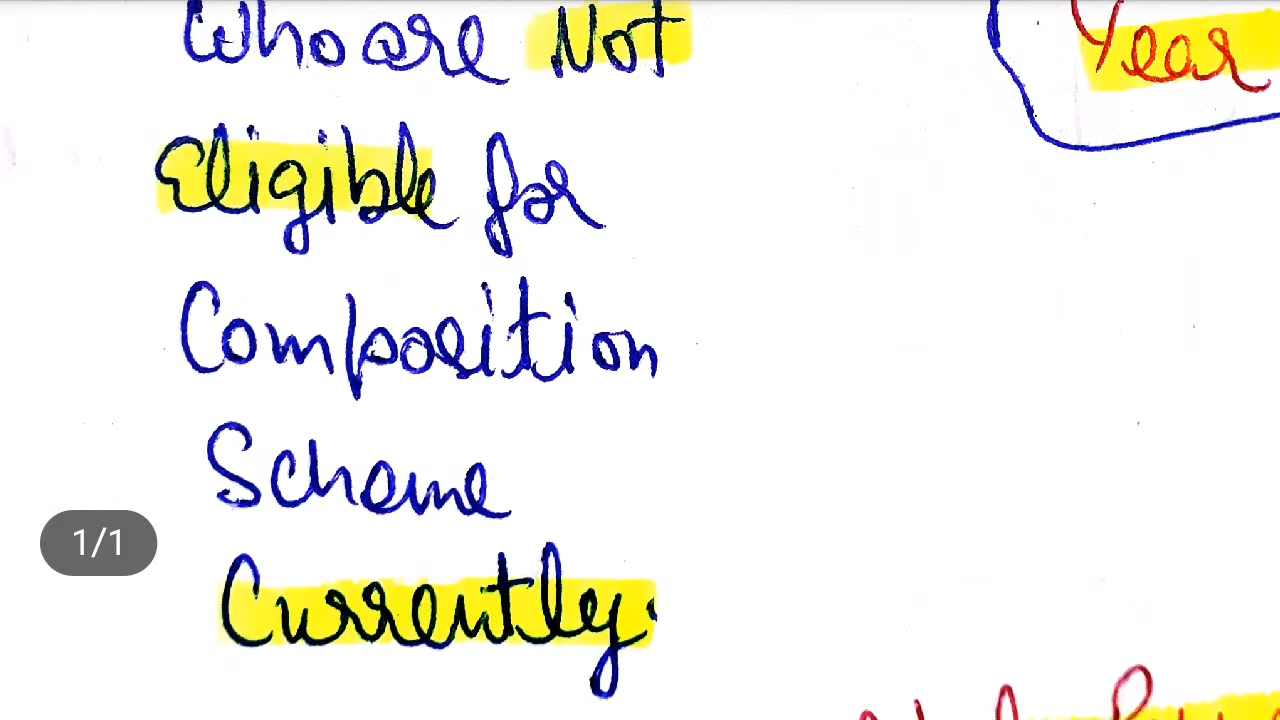 Who are Not
Year
Eligible for
Composition
Scheme
Currently.
1/1